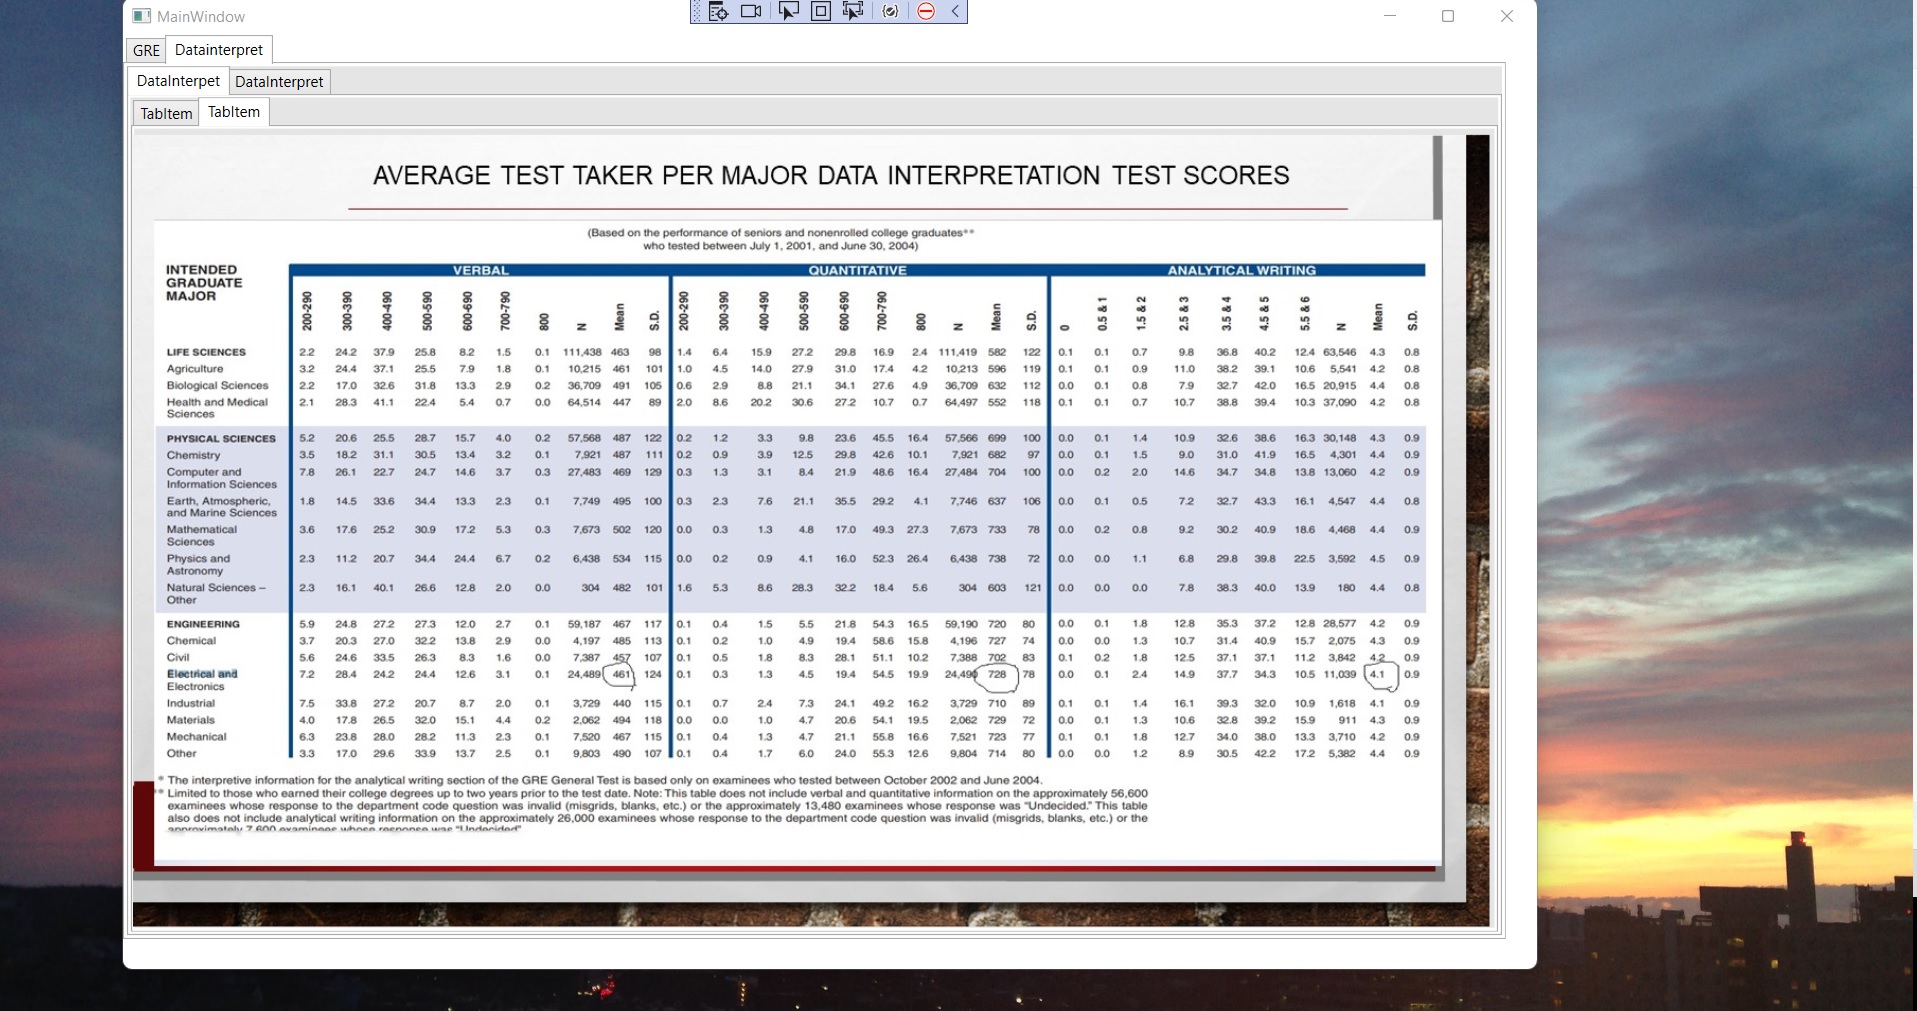 MainWindow
GRE Datainterpret
DataInterpet DataInterpret
TabItem TabItem
AVERAGE TEST TAKER PER MAJOR DATA INTERPRETATION TEST SCORES
(Based on the performance of seniors and nonenrolled college graduates**
who tested between July 1, 2001, and June 30, 2004)
INTENDED
GRADUATE
MAJOR
VERBAL QUANTITATIVE ANALYTICAL WRITING
200-290 300-390 400-490 500-590 600-690 700-790 800 N Mean S.D. 200-290 300-390 400-490 500-590 600-690 700-790 800 N Mean S.D. 0 0.5 & 1 1.5 & 2 2.5 & 3 3.5 & 4 4.5 & 5 5.5 & 6 N Mean S.D.
LIFE SCIENCES 2.2 24.2 37.9 25.8 8.2 1.5 0.1 111,438 463 98 1.4 6.4 15.9 27.2 29.8 16.9 2.4 111,419 582 122 0.1 0.1 0.7 9.8 36.8 40.2 12.4 63,546 4.3 0.8
Agriculture 3.2 24.4 37.1 25.5 7.9 1.8 0.1 10,215 461 101 1.0 4.5 14.0 27.9 31.0 17.4 4.2 10,213 596 119 0.1 0.1 0.9 11.0 38.2 39.1 10.6 5,541 4.2 0.8
Biological Sciences 2.2 17.0 32.6 31.8 13.3 2.9 0.2 36,709 491 105 0.6 2.9 8.8 21.1 34.1 27.6 4.9 36,709 632 112 0.0 0.1 0.8 7.9 32.7 42.0 16.5 20,915 4.4 0.8
Health and Medical 2.1 28.3 41.1 22.4 5.4 0.7 0.0 64,514 447 89 2.0 8.6 20.2 30.6 27.2 10.7 0.7 64,497 552 118 0.1 0.1 0.7 10.7 38.8 39.4 10.3 37,090 4.2 0.8
Sciences
PHYSICAL SCIENCES 5.2 20.6 25.5 28.7 15.7 4.0 0.2 57,568 487 122 0.2 1.2 3.3 9.8 23.6 45.5 16.4 57,566 699 100 0.0 0.1 1.4 10.9 32.6 38.6 16.3 30,148 4.3 0.9
Chemistry 3.5 18.2 31.1 30.5 13.4 3.2 0.1 7,921 487 111 0.2 0.9 3.9 12.5 29.8 42.6 10.1 7,921 682 97 0.0 0.1 1.5 9.0 31.0 41.9 16.5 4,301 4.4 0.9
Computer and 7.8 26.1 22.7 24.7 14.6 3.7 0.3 27,483 469 129 0.3 1.3 3.1 8.4 21.9 48.6 16.4 27,484 704 100 0.0 0.2 2.0 14.6 34.7 34.8 13.8 13,060 4.2 0.9
Information Sciences
Earth, Atmospheric, 1.8 14.5 33.6 34.4 13.3 2.3 0.1 7,749 495 100 0.3 2.3 7.6 21.1 35.5 29.2 4.1 7,746 637 106 0.0 0.1 0.5 7.2 32.7 43.3 16.1 4,547 4.4 0.8
and Marine Sciences
Mathematical 3.6 17.6 25.2 30.9 17.2 5.3 0.3 7,673 502 120 0.0 0.3 1.3 4.8 17.0 49.3 27.3 7,673 733 78 0.0 0.2 0.8 9.2 30.2 40.9 18.6 4,468 4.4 0.9
Sciences
Physics and 2.3 11.2 20.7 34.4 24.4 6.7 0.2 6,438 534 115 0.0 0.2 0.9 4.1 16.0 52.3 26.4 6,438 738 72 0.0 0.0 1.1 6.8 29.8 39.8 22.5 3,592 4.5 0.9
Astronomy
Natural Sciences – 2.3 16.1 40.1 26.6 12.8 2.0 0.0 304 482 101 1.6 5.3 8.6 28.3 32.2 18.4 5.6 304 603 121 0.0 0.0 0.0 7.8 38.3 40.0 13.9 180 4.4 0.8
Other
ENGINEERING 5.9 24.8 27.2 27.3 12.0 2.7 0.1 59,187 467 117 0.1 0.4 1.5 5.5 21.8 54.3 16.5 59,190 720 80 0.0 0.1 1.8 12.8 35.3 37.2 12.8 28,577 4.2 0.9
Chemical 3.7 20.3 27.0 32.2 13.8 2.9 0.0 4,197 485 113 0.1 0.2 1.0 4.9 19.4 58.6 15.8 4,196 727 74 0.0 0.0 1.3 10.7 31.4 40.9 15.7 2,075 4.3 0.9
Civil 5.6 24.6 33.5 26.3 8.3 1.6 0.0 7,387 457 107 0.1 0.5 1.8 8.3 28.1 51.1 10.2 7,388 702 83 0.1 0.2 1.8 12.5 37.1 37.1 11.2 3,842 4.2 0.9
Electrical and 7.2 28.4 24.2 24.4 12.6 3.1 0.1 24,489 461 124 0.1 0.3 1.3 4.5 19.4 54.5 19.9 24,490 728 78 0.0 0.1 2.4 14.9 37.7 34.3 10.5 11,039 4.1 0.9
Electronics
Industrial 7.5 33.8 27.2 20.7 8.7 2.0 0.1 3,729 440 115 0.1 0.7 2.4 7.3 24.1 49.2 16.2 3,729 710 89 0.1 0.1 1.4 16.1 39.3 32.0 10.9 1,618 4.1 0.9
Materials 4.0 17.8 26.5 32.0 15.1 4.4 0.2 2,062 494 118 0.0 0.0 1.0 4.7 20.6 54.1 19.5 2,062 729 72 0.0 0.1 1.3 10.6 32.8 39.2 15.9 911 4.3 0.9
Mechanical 6.3 23.8 28.0 28.2 11.3 2.3 0.1 7,520 467 115 0.1 0.4 1.3 4.7 21.1 55.8 16.6 7,521 723 77 0.1 0.1 1.8 12.7 34.0 38.0 13.3 3,710 4.2 0.9
Other 3.3 17.0 29.6 33.9 13.7 2.5 0.1 9,803 490 107 0.1 0.4 1.7 6.0 24.0 55.3 12.6 9,804 714 80 0.0 0.0 1.2 8.9 30.5 42.2 17.2 5,382 4.4 0.9
* The interpretive information for the analytical writing section of the GRE General Test is based only on examinees who tested between October 2002 and June 2004.
** Limited to those who earned their college degrees up to two years prior to the test date. Note: This table does not include verbal and quantitative information on the approximately 56,600
examinees whose response to the department code question was invalid (misgrids, blanks, etc.) or the approximately 13,480 examinees whose response was “Undecided.” This table
also does not include analytical writing information on the approximately 26,000 examinees whose response to the department code question was invalid (misgrids, blanks, etc.) or the
approximately 7,600 examinees whose response was “Undecided”